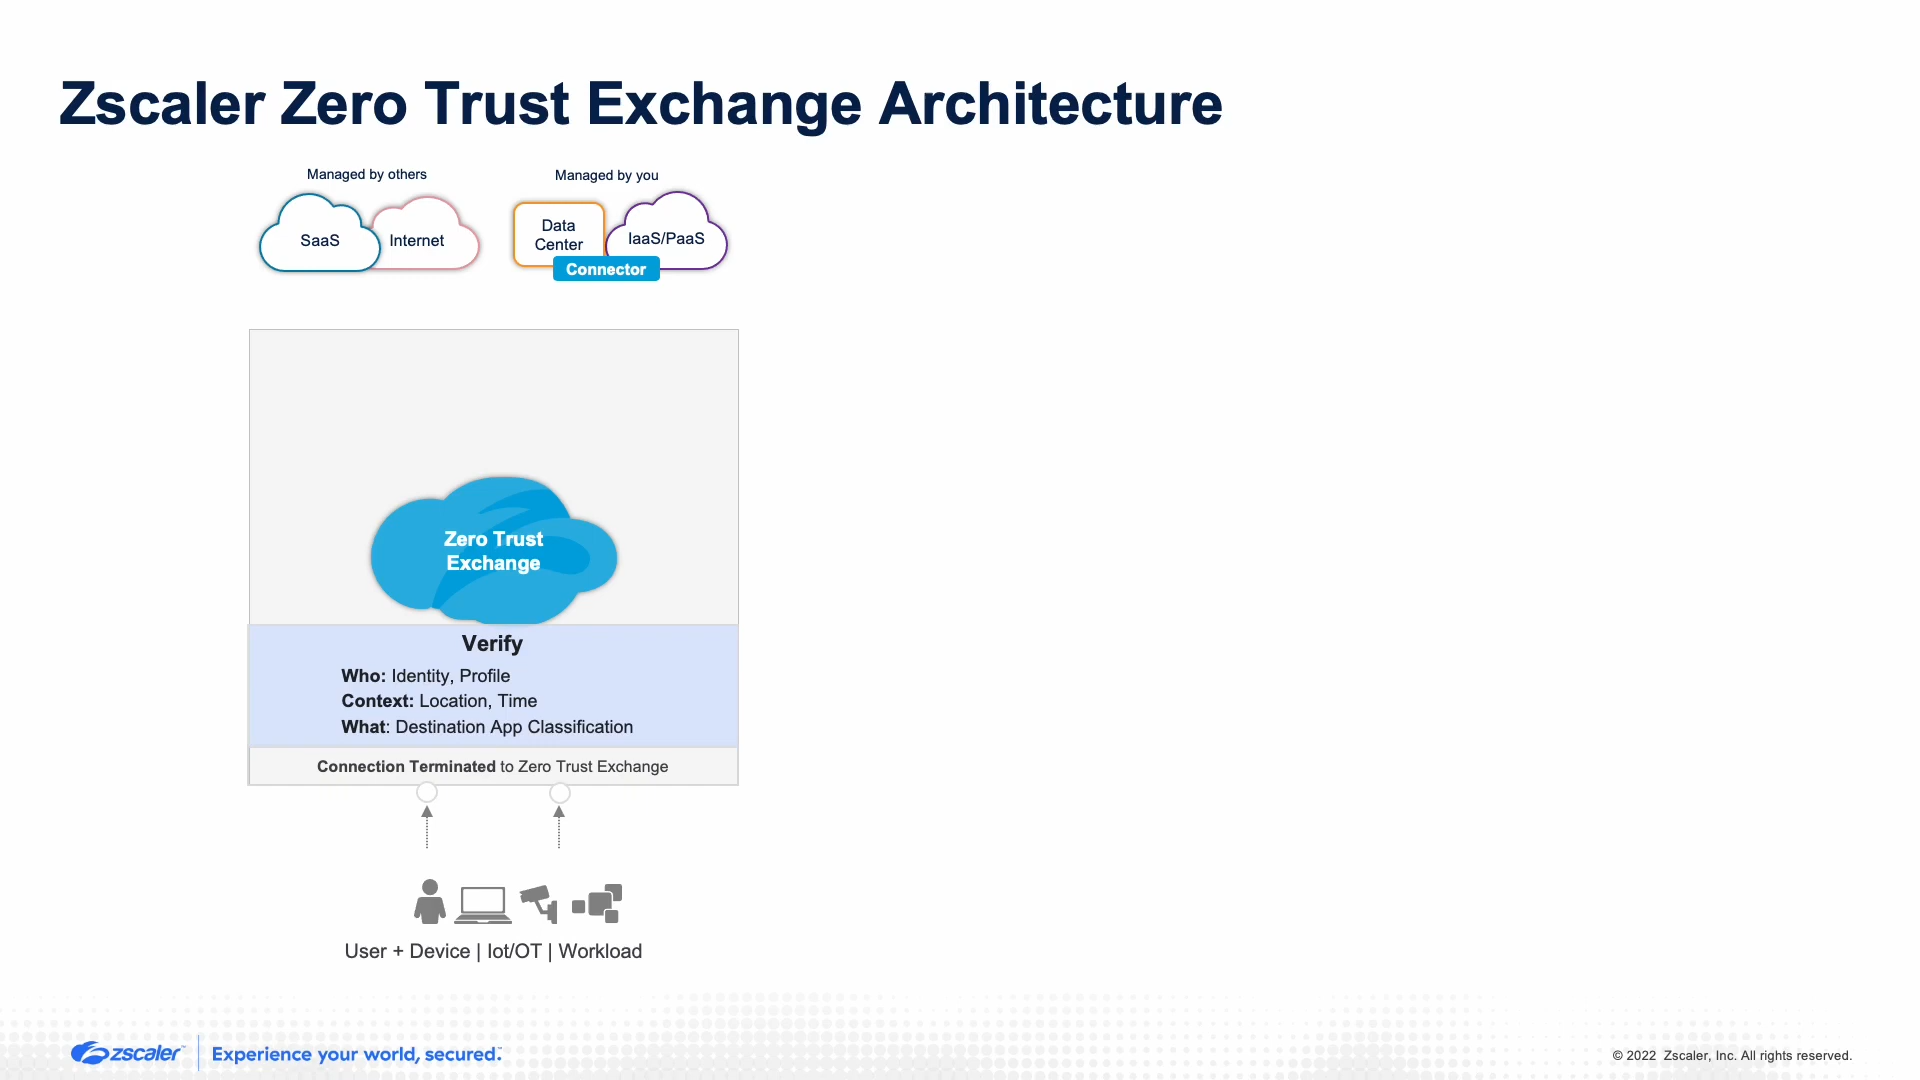 Zscaler Zero Trust Exchange Architecture
Managed by others
Managed by you
SaaS
Internet
Data
Center
IaaS/PaaS
Connector
Zero Trust
Exchange
Verify
Who: Identity, Profile
Context: Location, Time
What: Destination App Classification
Connection Terminated to Zero Trust Exchange
User + Device | Iot/OT | Workload
zscaler™
Experience your world, secured.™
© 2022 Zscaler, Inc. All rights reserved.